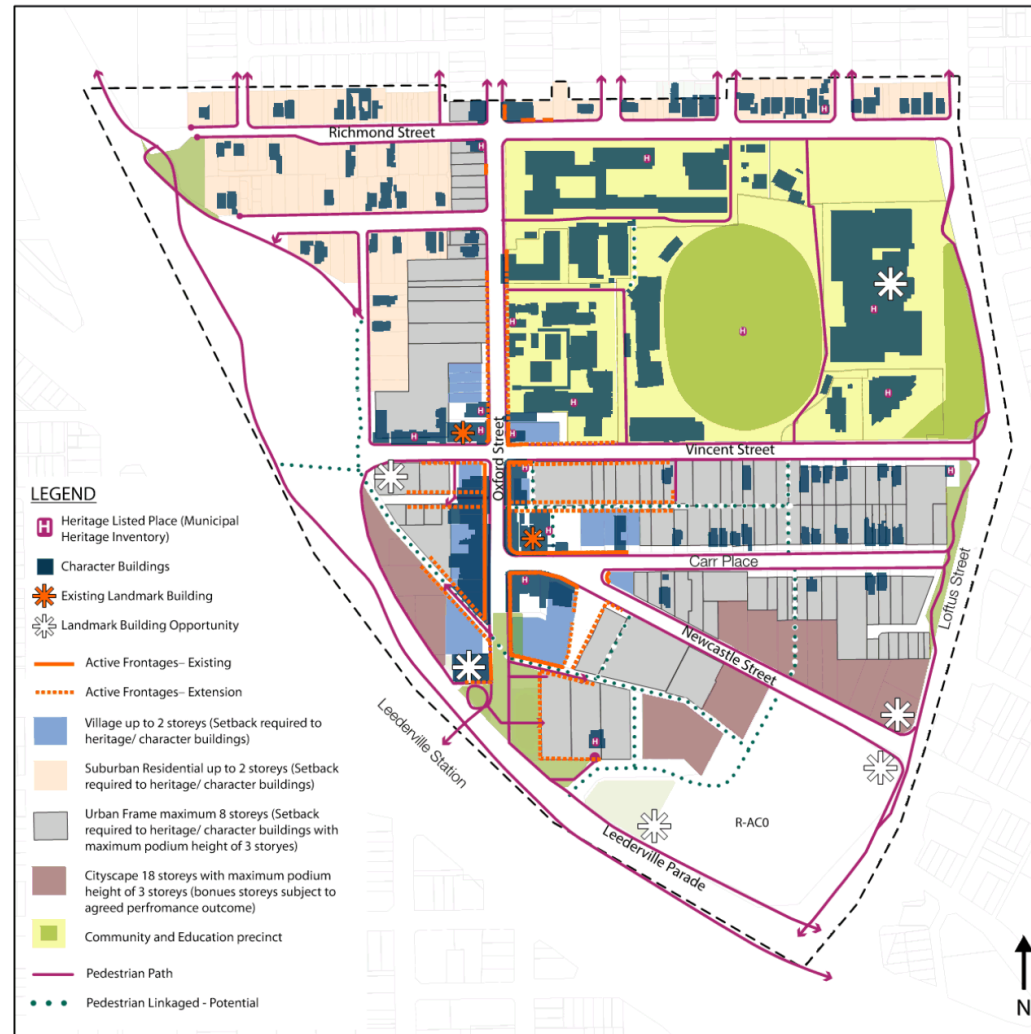 Richmond Street
Oxford Street
Vincent Street
Carr Place
Newcastle Street
Loftus Street
Leederville Station
Leederville Parade
R-AC0
LEGEND
H Heritage Listed Place (Municipal
Heritage Inventory)
Character Buildings
Existing Landmark Building
Landmark Building Opportunity
Active Frontages– Existing
Active Frontages– Extension
Village up to 2 storeys (Setback
required to heritage/ character
buildings)
Suburban Residential up to 2 storeys (Setback
required to heritage/ character buildings)
Urban Frame maximum 8 storeys (Setback
required to heritage/ character buildings with
maximum podium height of 3 storyes)
Cityscape 18 storeys with maximum podium
height of 3 storeys (bonues storeys subject to
agreed perfromance outcome)
Community and Education precinct
Pedestrian Path
Pedestrian Linkaged - Potential
N